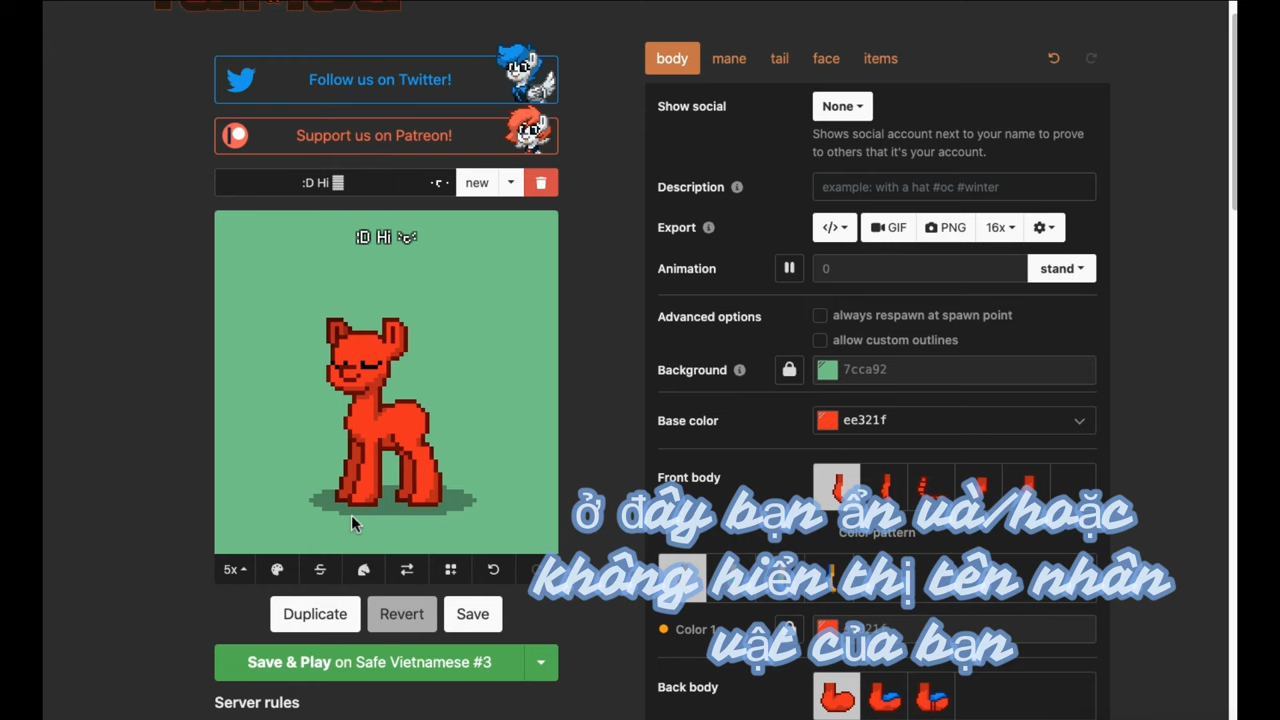 Follow us on Twitter!
Support us on Patreon!
:D Hi
new
:D Hi
5x
Duplicate
Revert
Save
Save & Play on Safe Vietnamese #3
Server rules
body
mane
tail
face
items
Show social
None
Shows social account next to your name to prove
to others that it's your account.
Description
example: with a hat #oc #winter
Export
</>
GIF
PNG
16x
Animation
0
stand
Advanced options
always respawn at spawn point
allow custom outlines
Background
7cca92
Base color
ee321f
Front body
Color pattern
Color 1
Back body
ở đây bạn ẩn và/hoặc
không hiển thị tên nhân
vật của bạn